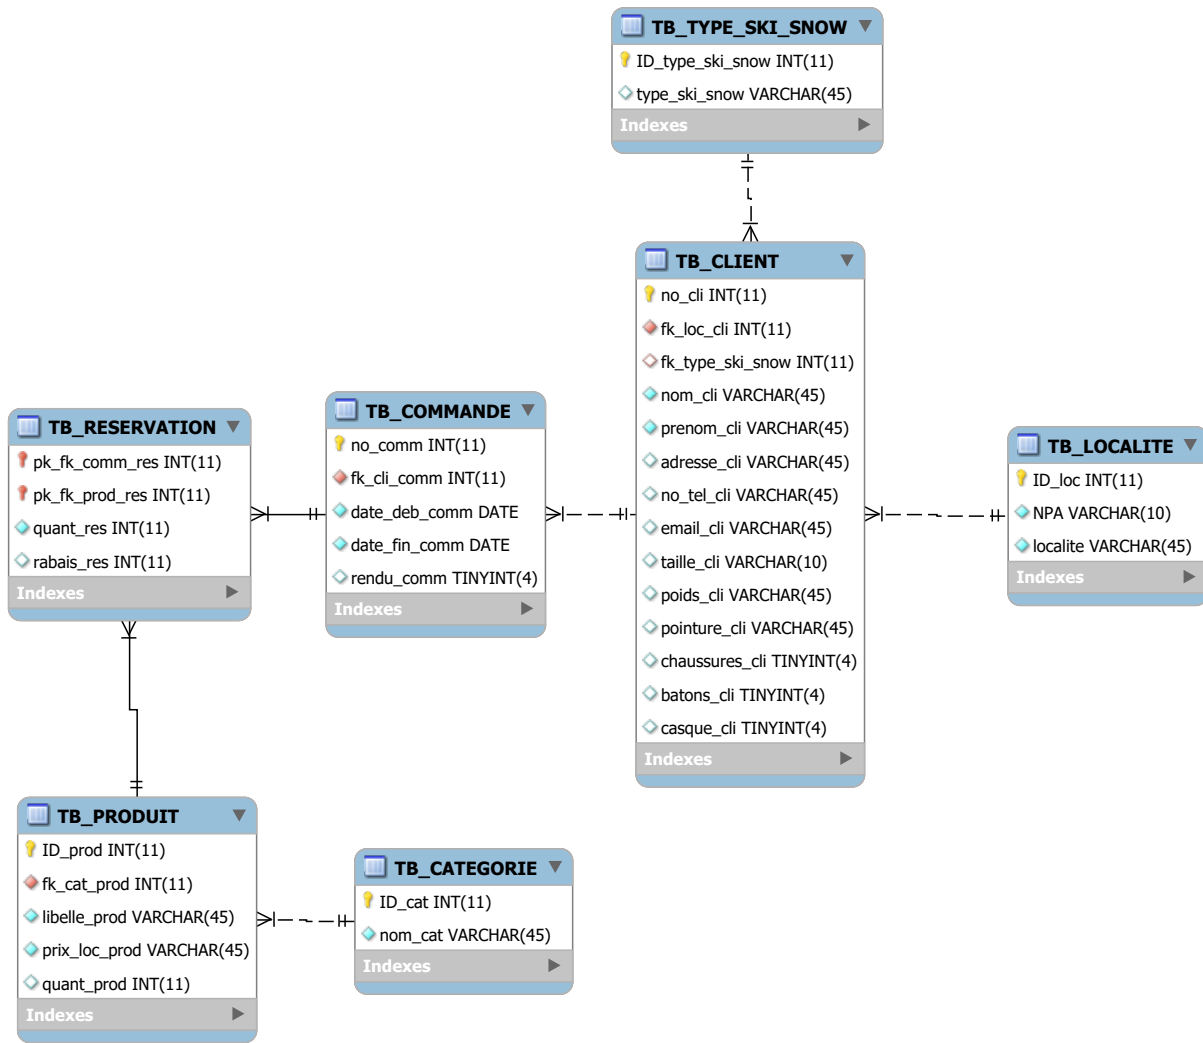 TB_TYPE_SKI_SNOW
ID_type_ski_snow INT(11)
type_ski_snow VARCHAR(45)
Indexes
TB_CLIENT
no_cli INT(11)
fk_loc_cli INT(11)
fk_type_ski_snow INT(11)
nom_cli VARCHAR(45)
prenom_cli VARCHAR(45)
adresse_cli VARCHAR(45)
no_tel_cli VARCHAR(45)
email_cli VARCHAR(45)
taille_cli VARCHAR(10)
poids_cli VARCHAR(45)
pointure_cli VARCHAR(45)
chaussures_cli TINYINT(4)
batons_cli TINYINT(4)
casque_cli TINYINT(4)
Indexes
TB_RESERVATION
pk_fk_comm_res INT(11)
pk_fk_prod_res INT(11)
quant_res INT(11)
rabais_res INT(11)
Indexes
TB_COMMANDE
no_comm INT(11)
fk_cli_comm INT(11)
date_deb_comm DATE
date_fin_comm DATE
rendu_comm TINYINT(4)
Indexes
TB_LOCALITE
ID_loc INT(11)
NPA VARCHAR(10)
localite VARCHAR(45)
Indexes
TB_PRODUIT
ID_prod INT(11)
fk_cat_prod INT(11)
libelle_prod VARCHAR(45)
prix_loc_prod VARCHAR(45)
quant_prod INT(11)
Indexes
TB_CATEGORIE
ID_cat INT(11)
nom_cat VARCHAR(45)
Indexes